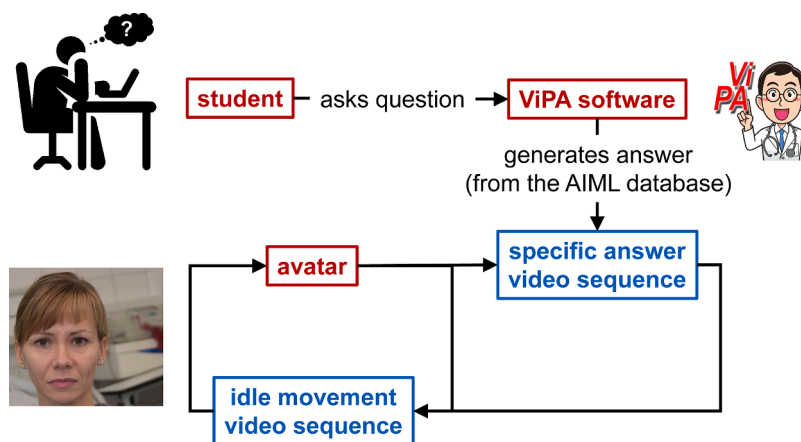 ?
student
asks question
ViPA software
Vi
PA
generates answer
(from the AIML database)
avatar
specific answer
video sequence
idle movement
video sequence